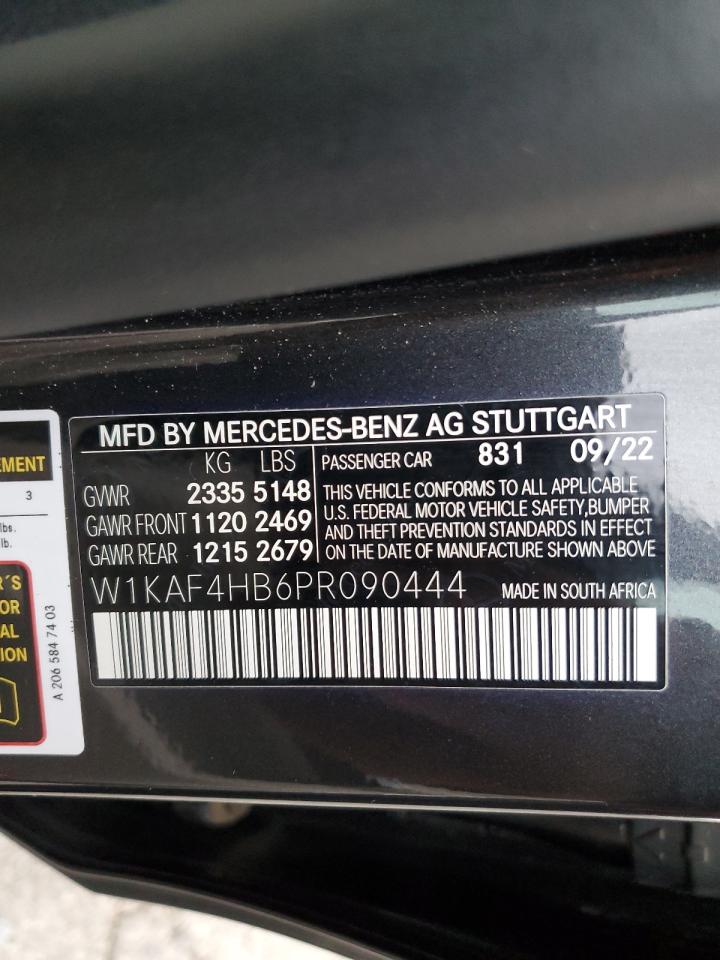 MFD BY MERCEDES-BENZ AG STUTTGART
KG LBS
PASSENGER CAR 831 09/22
GVWR 2335 5148
GAWR FRONT 1120 2469
GAWR REAR 1215 2679
THIS VEHICLE CONFORMS TO ALL APPLICABLE
U.S. FEDERAL MOTOR VEHICLE SAFETY,BUMPER
AND THEFT PREVENTION STANDARDS IN EFFECT
ON THE DATE OF MANUFACTURE SHOWN ABOVE
W1KAF4HB6PR090444 MADE IN SOUTH AFRICA
EMENT
3
lbs.
lb.
R´S
OR
AL
ION
A 206 584 74 03